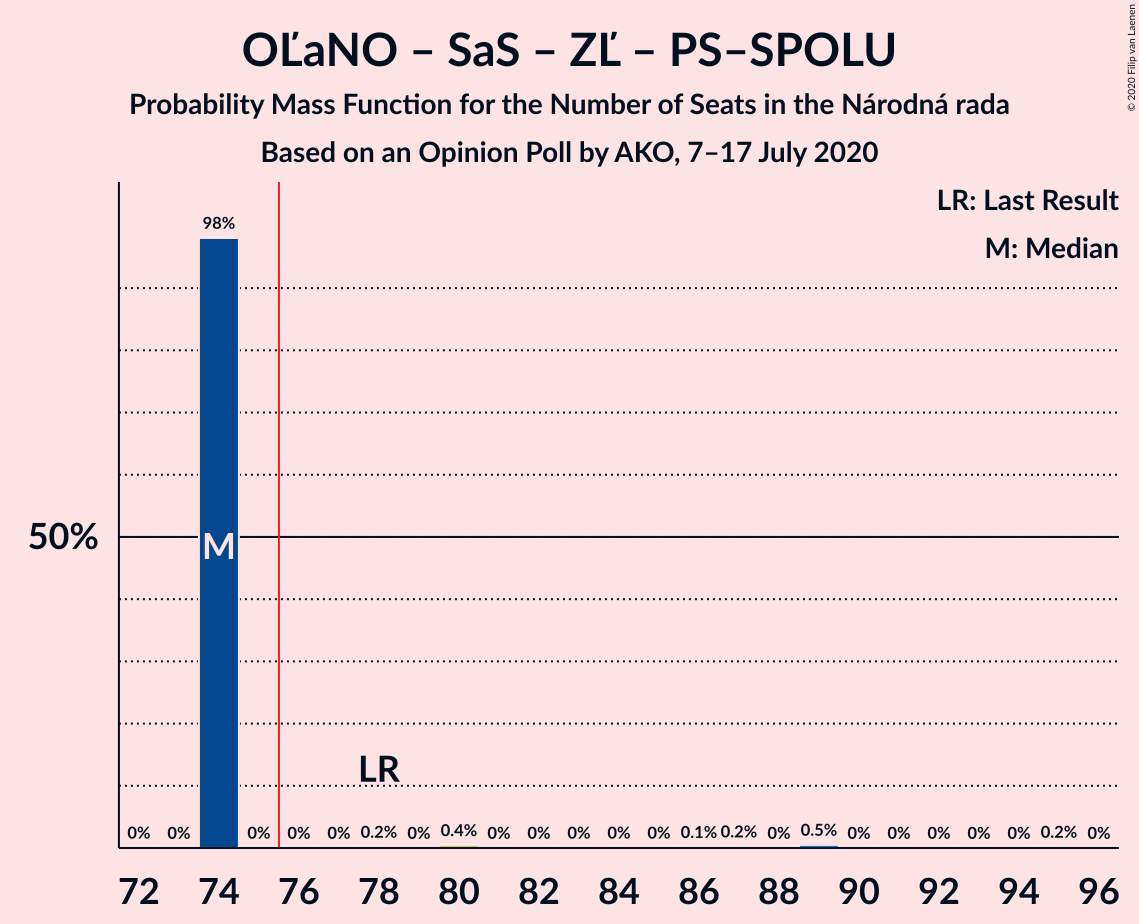 OĽaNO – SaS – ZĽ – PS–SPOLU
Probability Mass Function for the Number of Seats in the Národná rada
Based on an Opinion Poll by AKO, 7–17 July 2020
© 2020 Filip van Laenen
LR: Last Result
M: Median
98%
50%
M
LR
0% 0% 0% 0% 0% 0.2% 0% 0.4% 0% 0% 0% 0% 0% 0.1% 0.2% 0% 0.5% 0% 0% 0% 0% 0% 0.2% 0%
72 74 76 78 80 82 84 86 88 90 92 94 96